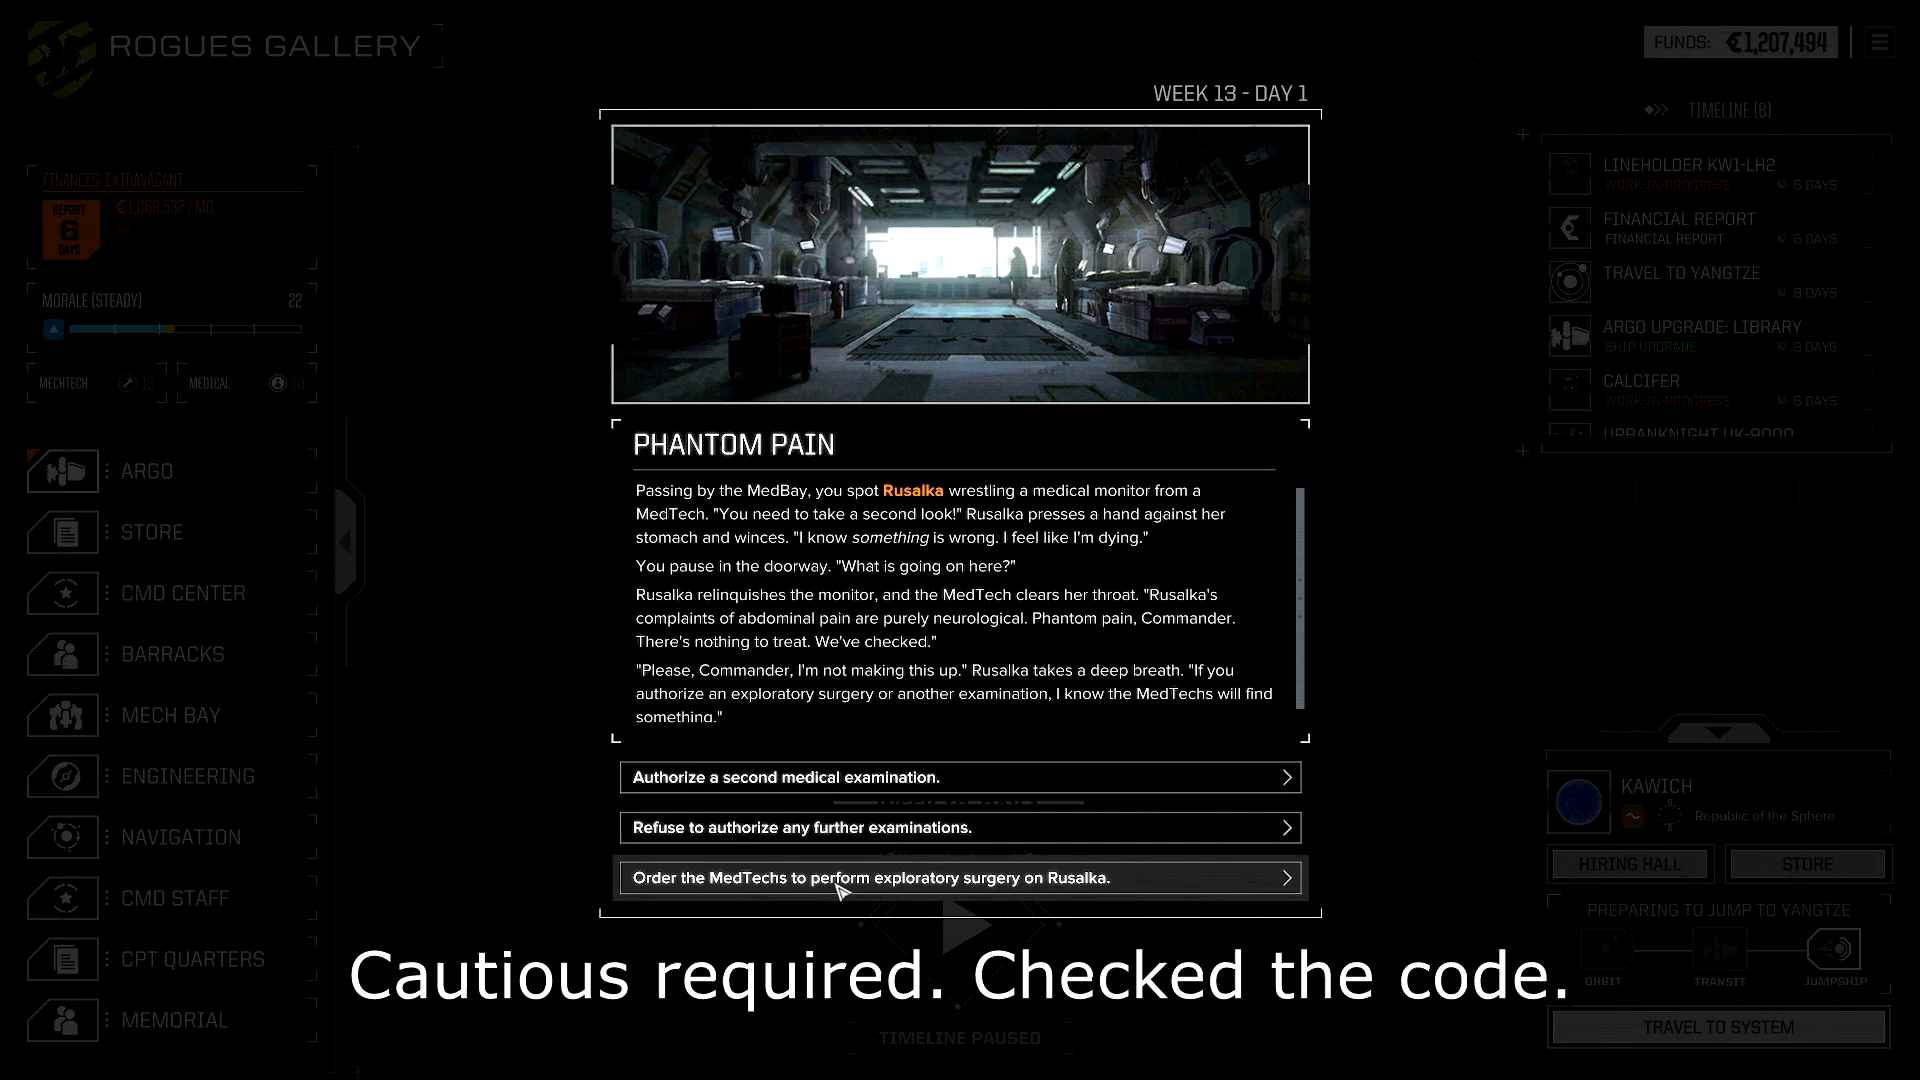 ROGUES GALLERY
FUNDS: 1,207,494
WEEK 13 - DAY 1
TIMELINE (8)
FINANCES: EXTRAVAGANT
REPORT
6
DAYS
1,089,532 / MO
MORALE (STEADY) 22
MECHTECH 16
MEDICAL 10
ARGO
STORE
CMD CENTER
BARRACKS
MECH BAY
ENGINEERING
NAVIGATION
CMD STAFF
CPT QUARTERS
MEMORIAL
PHANTOM PAIN
Passing by the MedBay, you spot Rusalka wrestling a medical monitor from a
MedTech. "You need to take a second look!" Rusalka presses a hand against her
stomach and winces. "I know something is wrong. I feel like I'm dying."
You pause in the doorway. "What is going on here?"
Rusalka relinquishes the monitor, and the MedTech clears her throat. "Rusalka's
complaints of abdominal pain are purely neurological. Phantom pain, Commander.
There's nothing to treat. We've checked."
"Please, Commander, I'm not making this up." Rusalka takes a deep breath. "If you
authorize an exploratory surgery or another examination, I know the MedTechs will find
something."
Authorize a second medical examination.
Refuse to authorize any further examinations.
Order the MedTechs to perform exploratory surgery on Rusalka.
Cautious required. Checked the code.
TIMELINE PAUSED
LINEHOLDER KW1-LH2
WORK-IN-PROGRESS 6 DAYS
FINANCIAL REPORT
FINANCIAL REPORT 6 DAYS
TRAVEL TO YANGTZE
8 DAYS
ARGO UPGRADE: LIBRARY
SHIP UPGRADE 9 DAYS
CALCIFER
WORK-IN-PROGRESS 6 DAYS
URBANKNIGHT UK-9000
KAWICH
Republic of the Sphere
HIRING HALL
STORE
PREPARING TO JUMP TO YANGTZE
ORBIT
TRANSIT
JUMPSHIP
TRAVEL TO SYSTEM